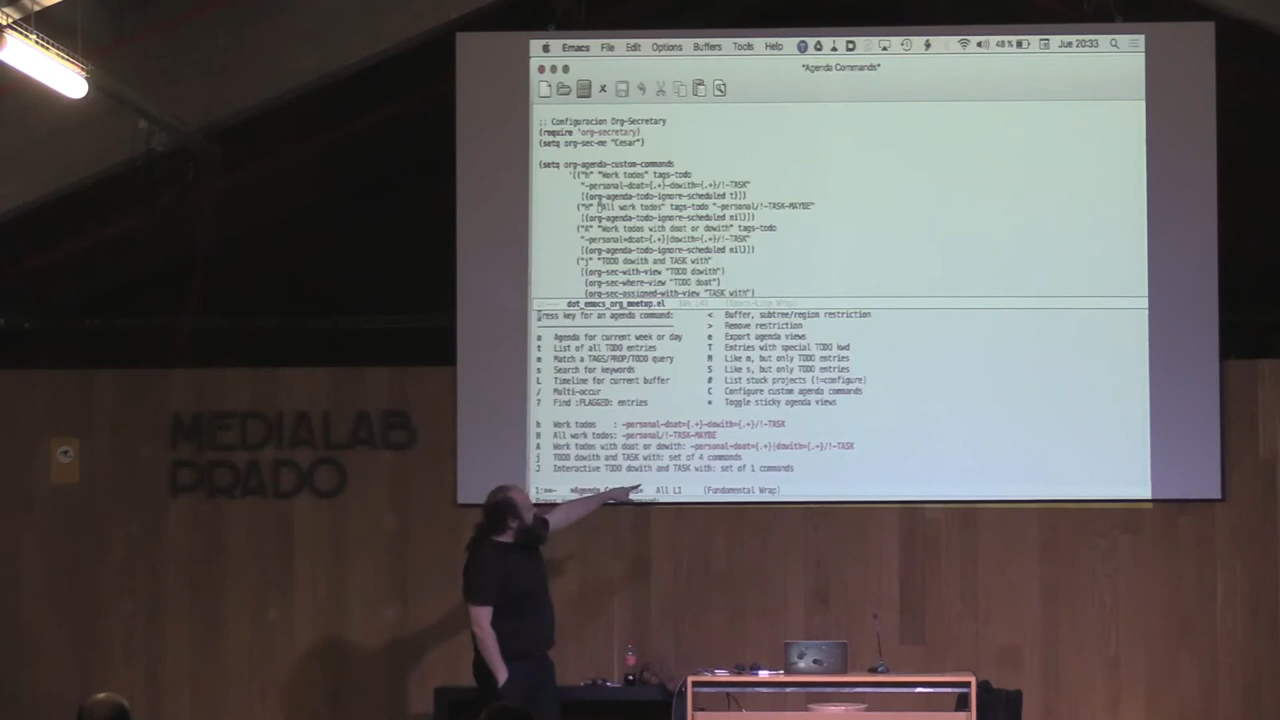 Emacs File Edit Options Buffers Tools Help 48% Jue 20:33
*Agenda Commands*
;; Configuracion Org-Secretary
(require 'org-secretary)
(setq org-sec-me "Cesar")
(setq org-agenda-custom-commands
'(("h" "Work todos" tags-todo
"-personal-doat={.+}-dowith={.+}/!-TASK"
[(org-agenda-todo-ignore-scheduled t)])
("H" "All work todos" tags-todo "-personal/!-TASK-MAYBE"
[(org-agenda-todo-ignore-scheduled nil)])
("A" "Work todos with doat or dowith" tags-todo
"-personal+doat={.+}|dowith={.+}/!-TASK"
[(org-agenda-todo-ignore-scheduled nil)])
("j" "TODO dowith and TASK with"
[(org-sec-with-view "TODO dowith")
(org-sec-where-view "TODO doat")
(org-sec-assigned-with-view "TASK with")
dot_emacs_org_meetup.el (Emacs-Lisp Wrap)
Press key for an agenda command: < Buffer, subtree/region restriction
> Remove restriction
a Agenda for current week or day e Export agenda views
t List of all TODO entries T Entries with special TODO kwd
m Match a TAGS/PROP/TODO query M Like m, but only TODO entries
s Search for keywords S Like s, but only TODO entries
L Timeline for current buffer # List stuck projects (!=configure)
/ Multi-occur C Configure custom agenda commands
? Find :FLAGGED: entries * Toggle sticky agenda views
h Work todos : -personal-doat={.+}-dowith={.+}/!-TASK
H All work todos: -personal/!-TASK-MAYBE
A Work todos with doat or dowith: -personal+doat={.+}|dowith={.+}/!-TASK
j TODO dowith and TASK with: set of 4 commands
J Interactive TODO dowith and TASK with: set of 1 commands
All L1 (Fundamental Wrap)
MEDIALAB
PRADO